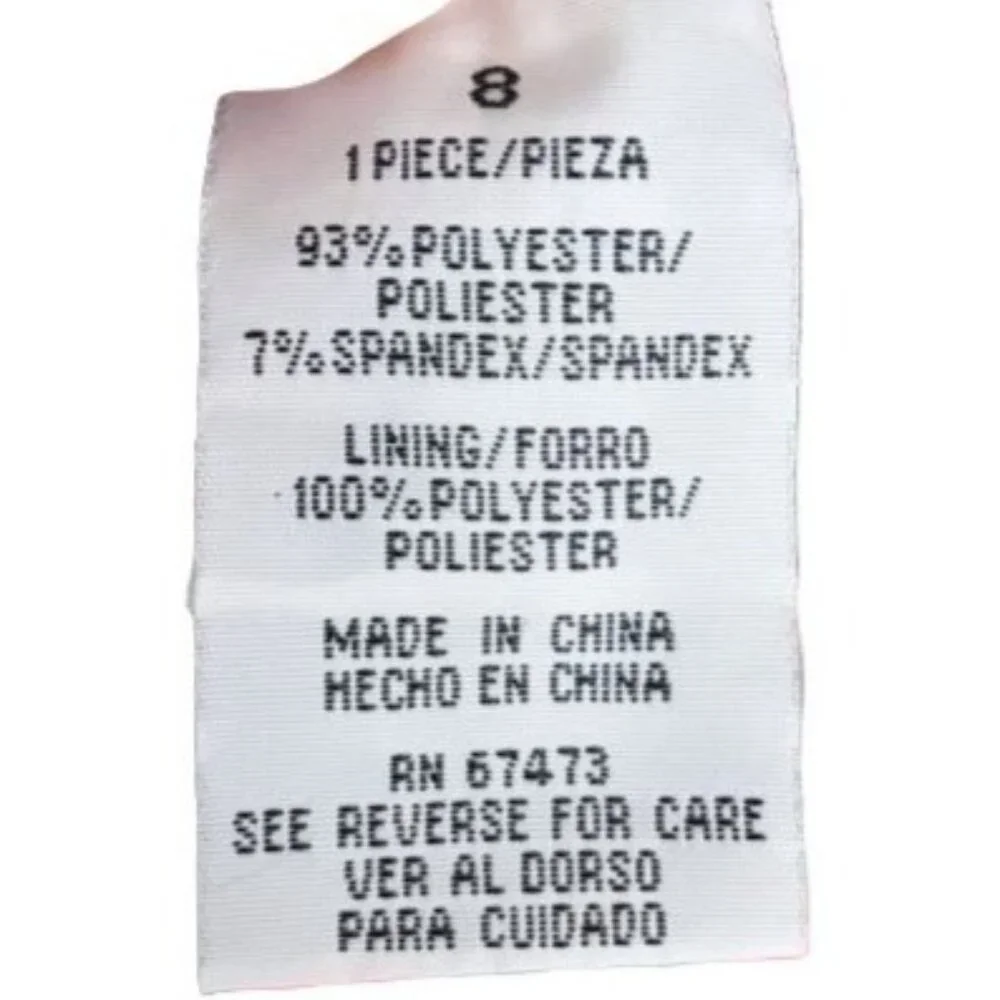 8
1 PIECE/PIEZA
93% POLYESTER/
POLIESTER
7% SPANDEX/SPANDEX
LINING/FORRO
100% POLYESTER/
POLIESTER
MADE IN CHINA
HECHO EN CHINA
RN 67473
SEE REVERSE FOR CARE
VER AL DORSO
PARA CUIDADO